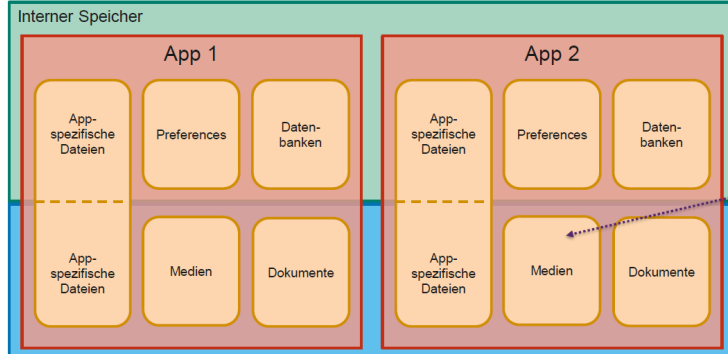 Interner Speicher
App 1
App-
spezifische
Dateien
Preferences
Daten-
banken
App-
spezifische
Dateien
Medien
Dokumente
App 2
App-
spezifische
Dateien
Preferences
Daten-
banken
App-
spezifische
Dateien
Medien
Dokumente